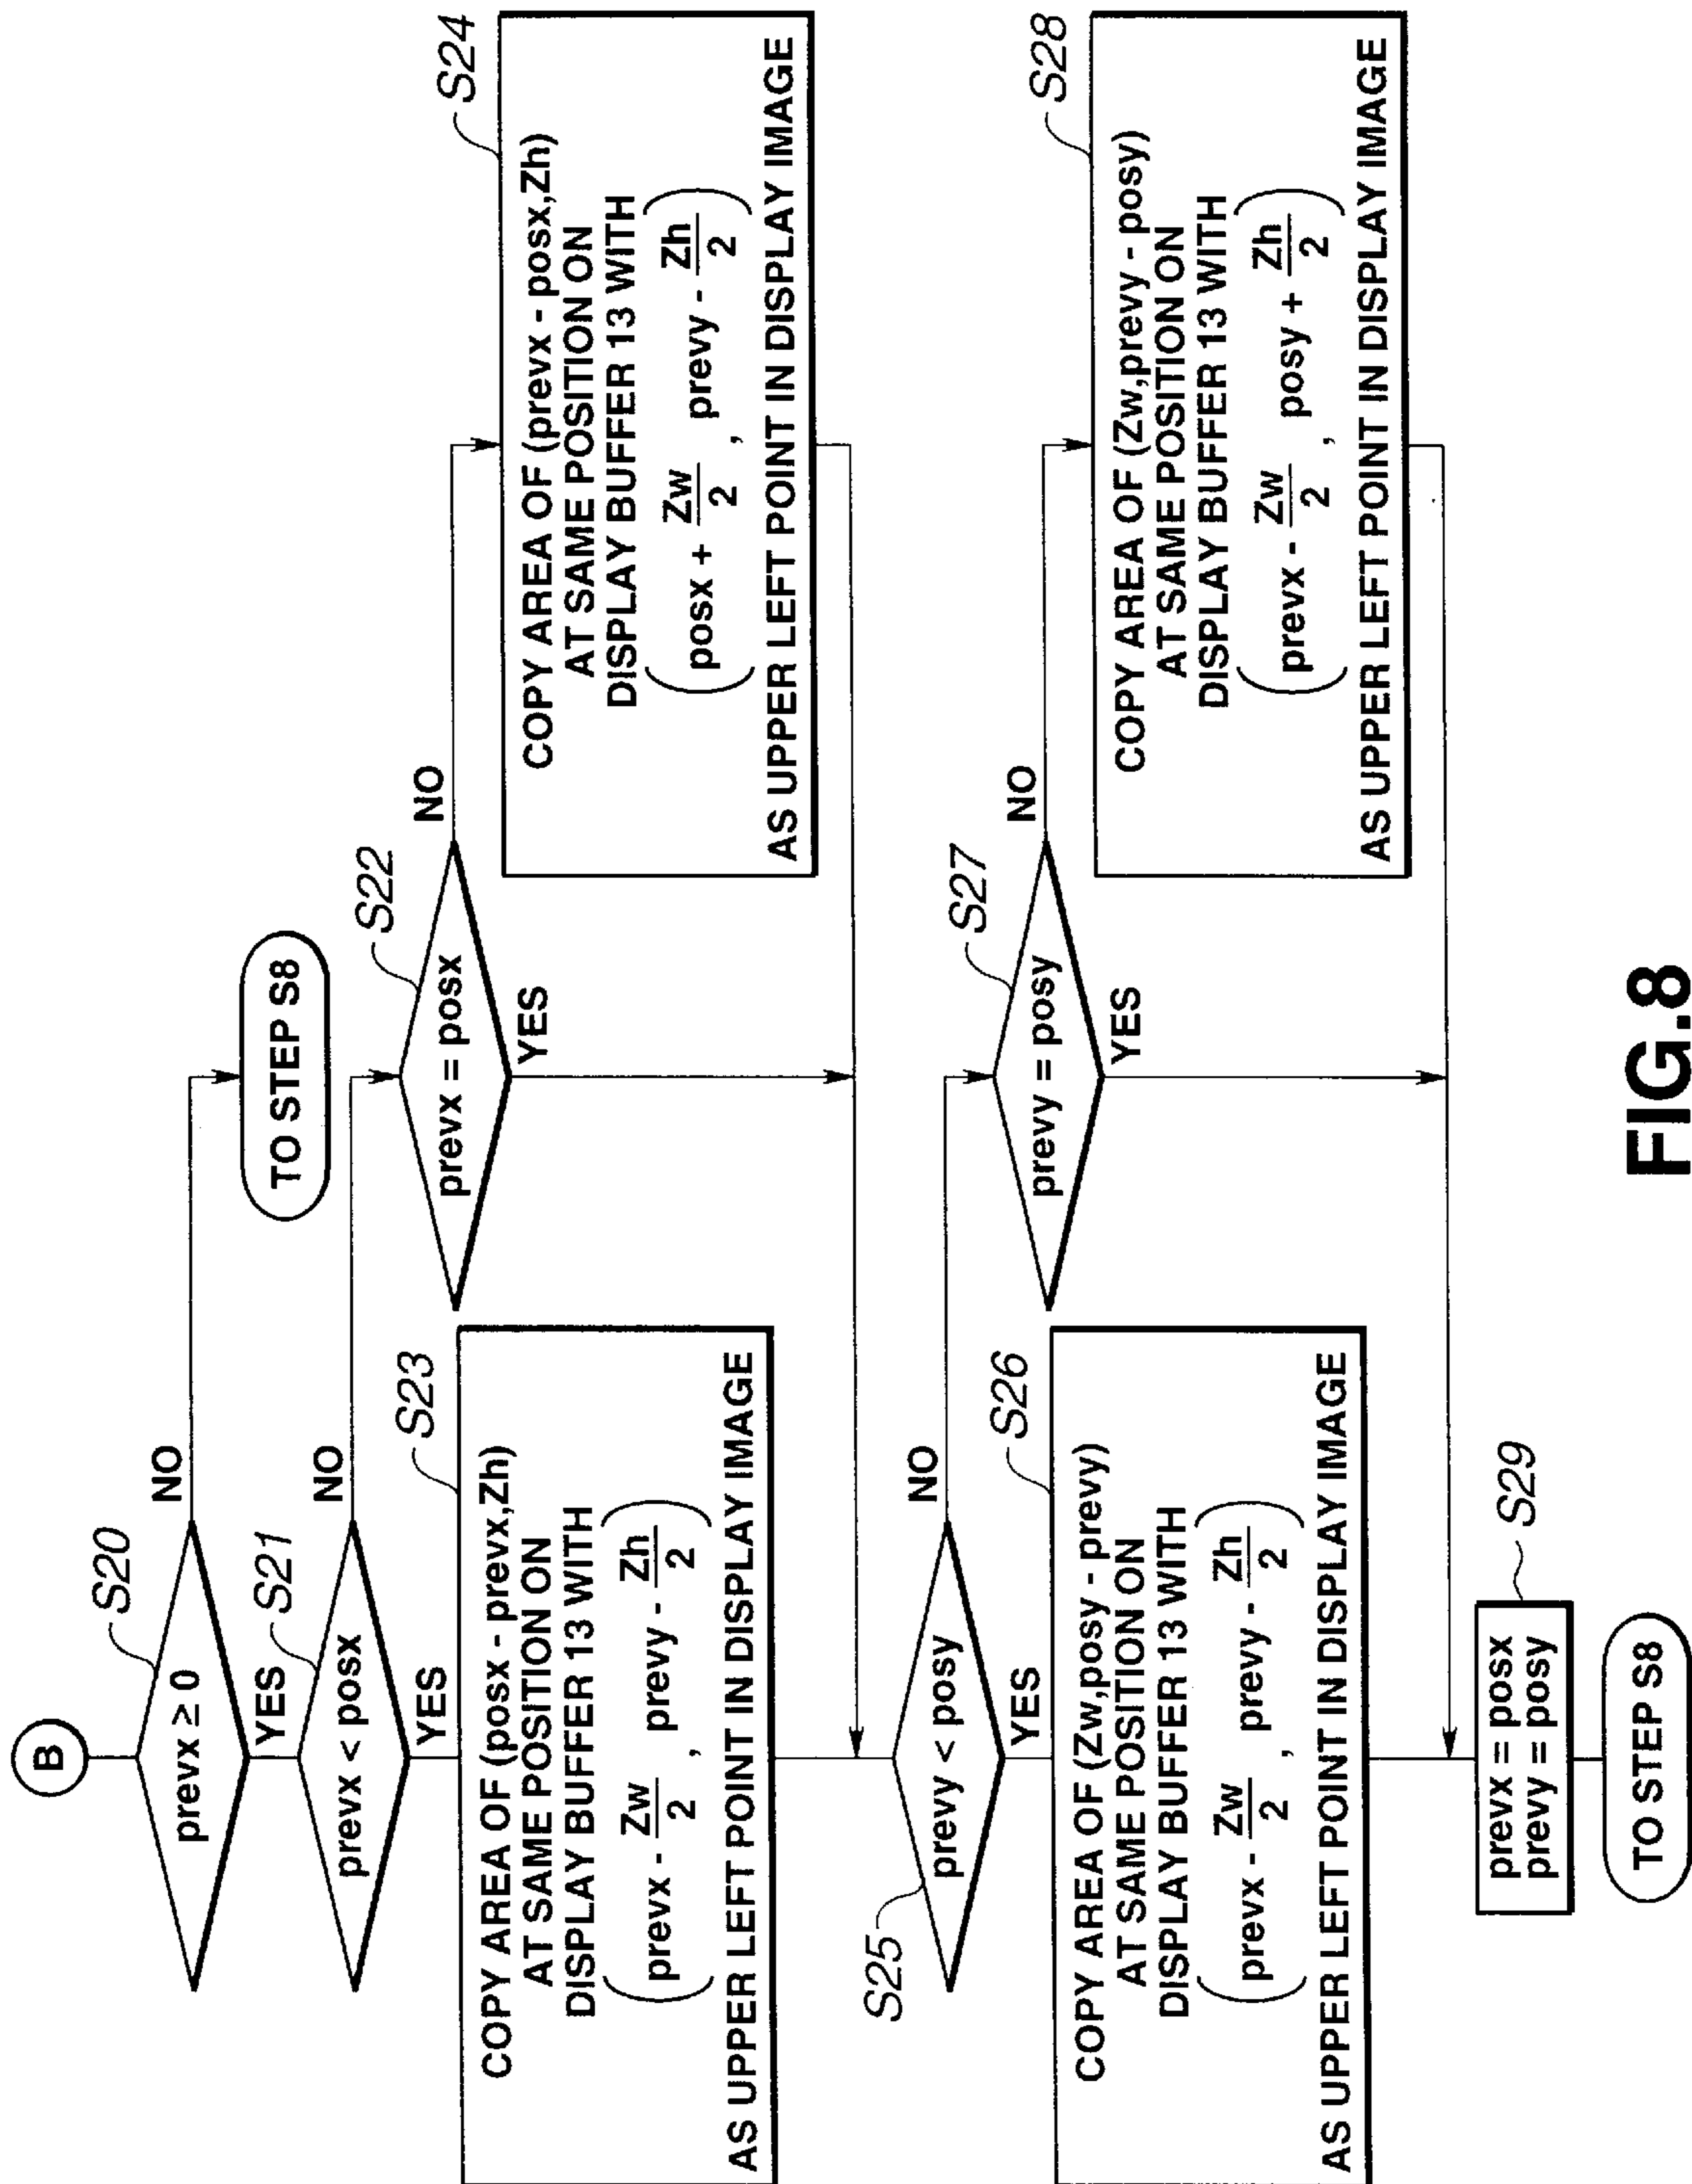 B
S20
prevx ≥ 0
NO
YES
TO STEP S8
S21
prevx < posx
NO
YES
S22
prevx = posx
NO
YES
S23
COPY AREA OF (posx - prevx,Zh)
AT SAME POSITION ON
DISPLAY BUFFER 13 WITH
( prevx - Zw/2 , prevy - Zh/2 )
AS UPPER LEFT POINT IN DISPLAY IMAGE
S24
COPY AREA OF (prevx - posx,Zh)
AT SAME POSITION ON
DISPLAY BUFFER 13 WITH
( posx + Zw/2 , prevy - Zh/2 )
AS UPPER LEFT POINT IN DISPLAY IMAGE
S25
prevy < posy
NO
YES
S27
prevy = posy
NO
YES
S26
COPY AREA OF (Zw,posy - prevy)
AT SAME POSITION ON
DISPLAY BUFFER 13 WITH
( prevx - Zw/2 , prevy - Zh/2 )
AS UPPER LEFT POINT IN DISPLAY IMAGE
S28
COPY AREA OF (Zw,prevy - posy)
AT SAME POSITION ON
DISPLAY BUFFER 13 WITH
( prevx - Zw/2 , posy + Zh/2 )
AS UPPER LEFT POINT IN DISPLAY IMAGE
S29
prevx = posx
prevy = posy
TO STEP S8
FIG.8